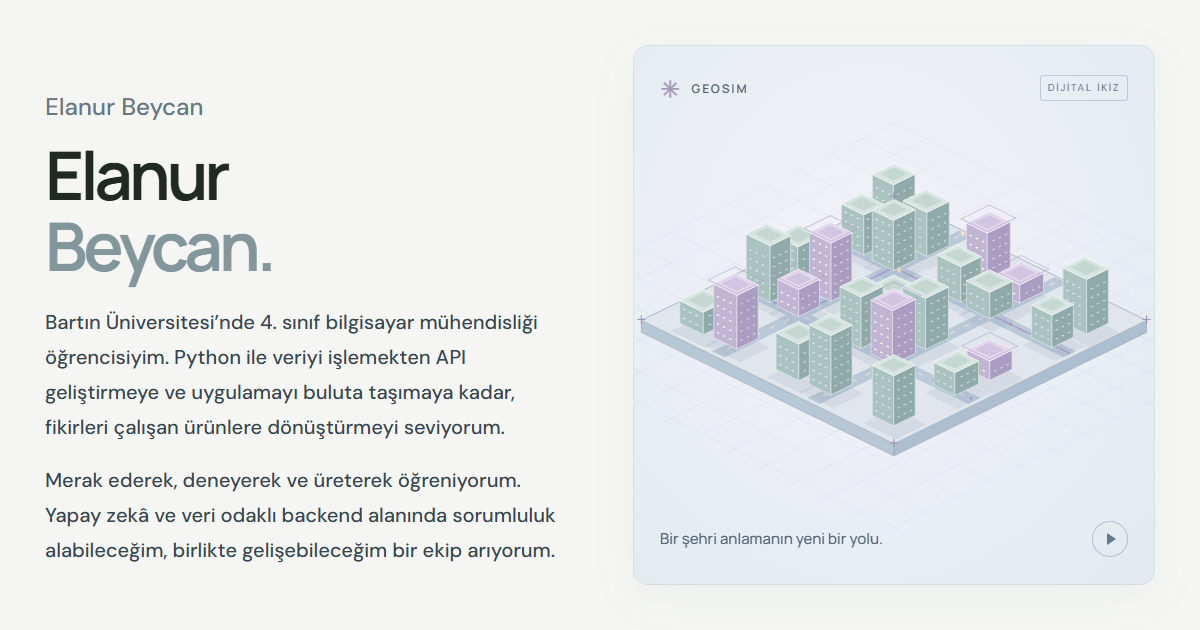 Elanur Beycan
Elanur
Beycan.
Bartın Üniversitesi’nde 4. sınıf bilgisayar mühendisliği
öğrencisiyim. Python ile veriyi işlemekten API
geliştirmeye ve uygulamayı buluta taşımaya kadar,
fikirleri çalışan ürünlere dönüştürmeyi seviyorum.
Merak ederek, deneyerek ve üreterek öğreniyorum.
Yapay zekâ ve veri odaklı backend alanında sorumluluk
alabileceğim, birlikte gelişebileceğim bir ekip arıyorum.
GEOSIM
DİJİTAL İKİZ
Bir şehri anlamanın yeni bir yolu.